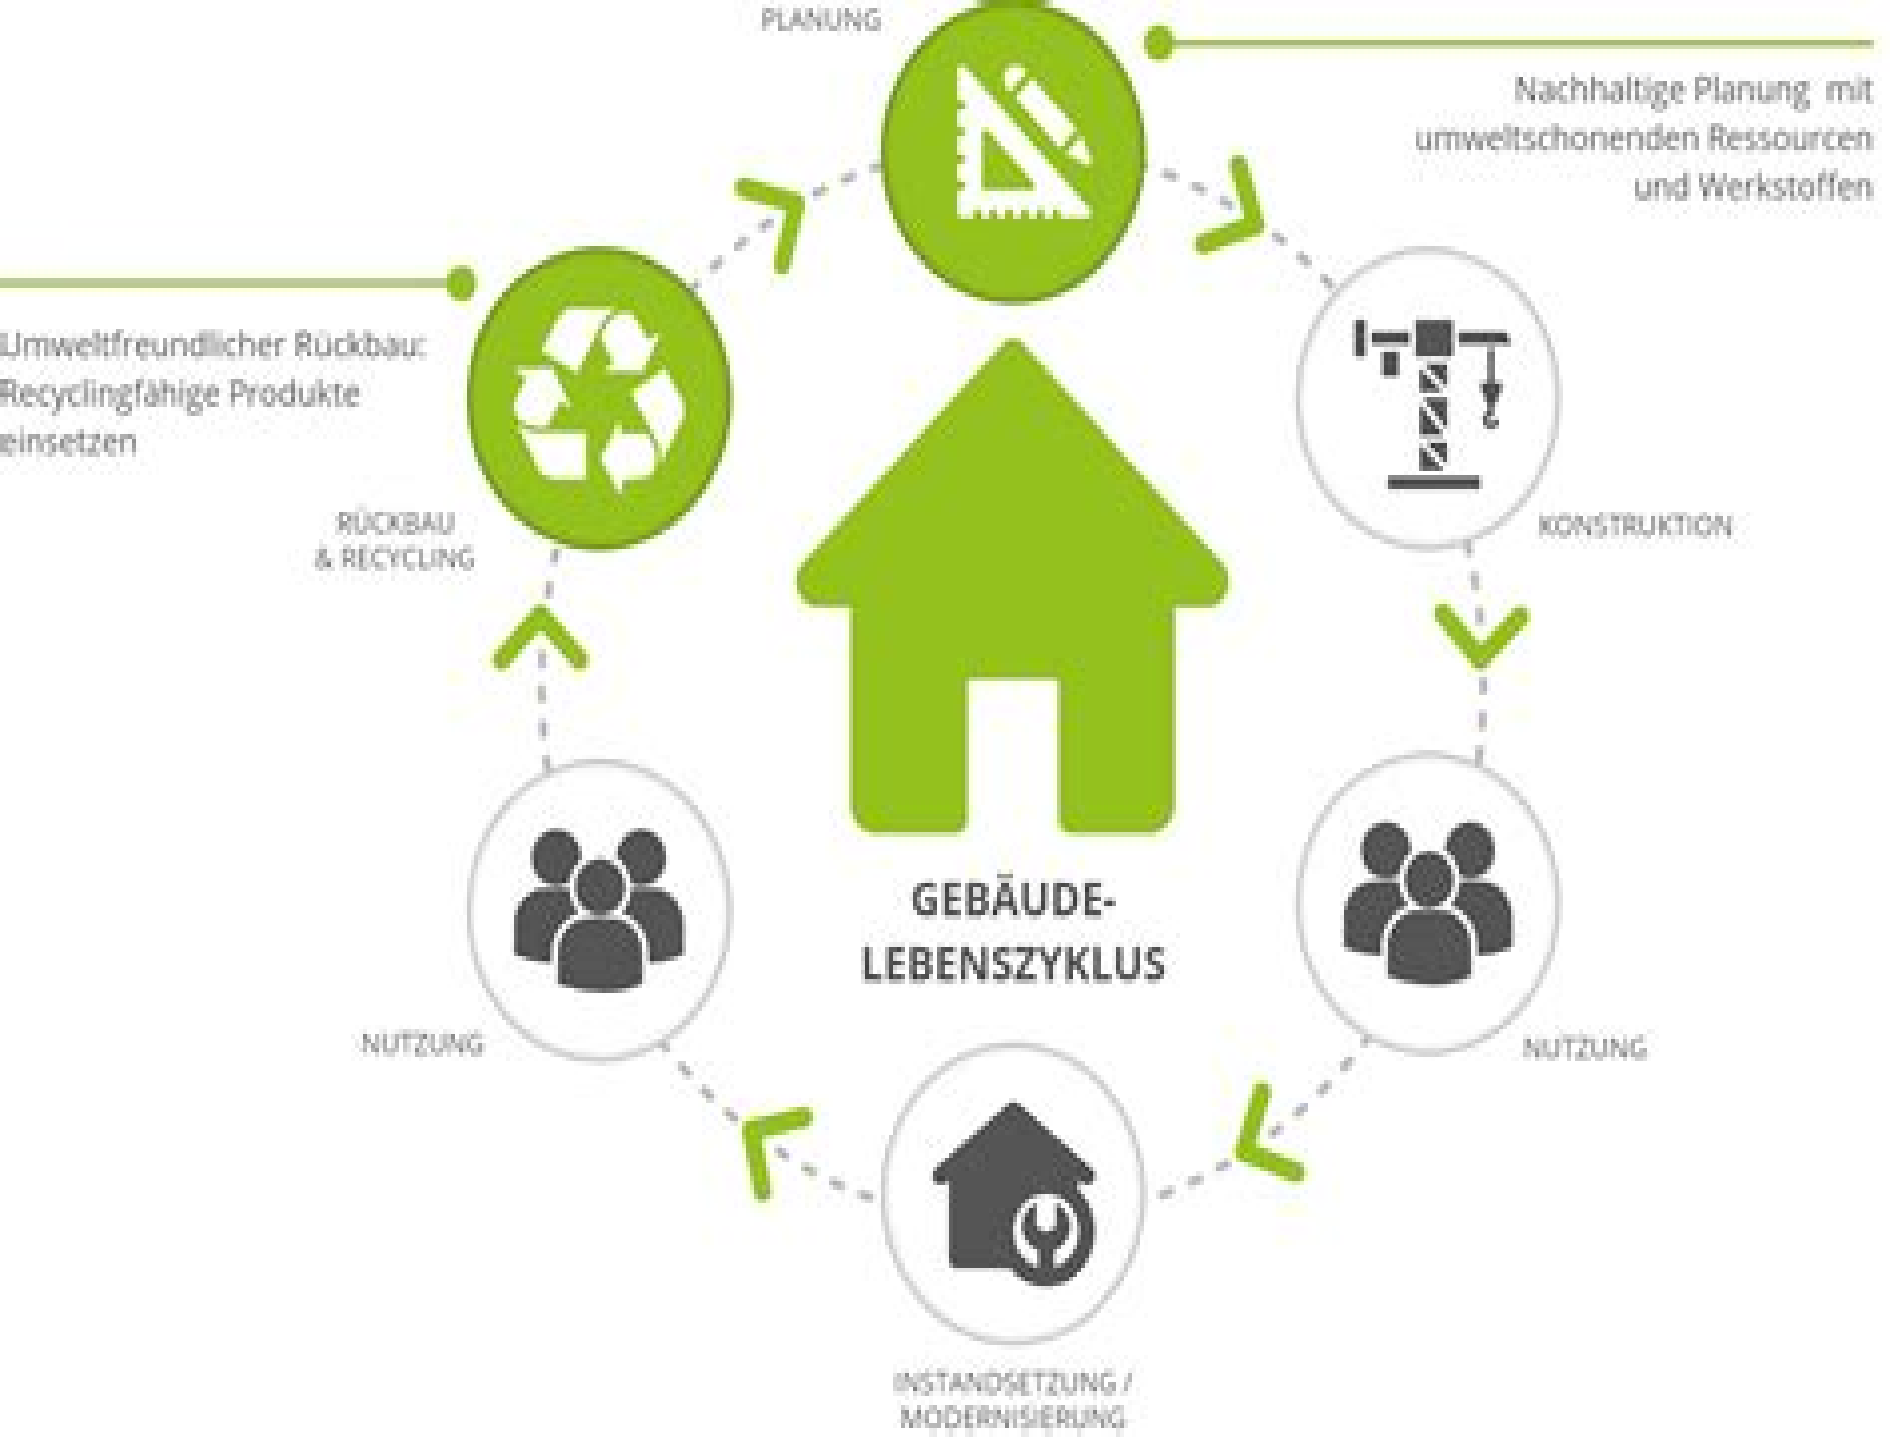 PLANUNG
Nachhaltige Planung mit
umweltschonenden Ressourcen
und Werkstoffen
Umweltfreundlicher Rückbau:
Recyclingfähige Produkte
einsetzen
RÜCKBAU
& RECYCLING
KONSTRUKTION
GEBÄUDE-
LEBENSZYKLUS
NUTZUNG
NUTZUNG
INSTANDSETZUNG /
MODERNISIERUNG